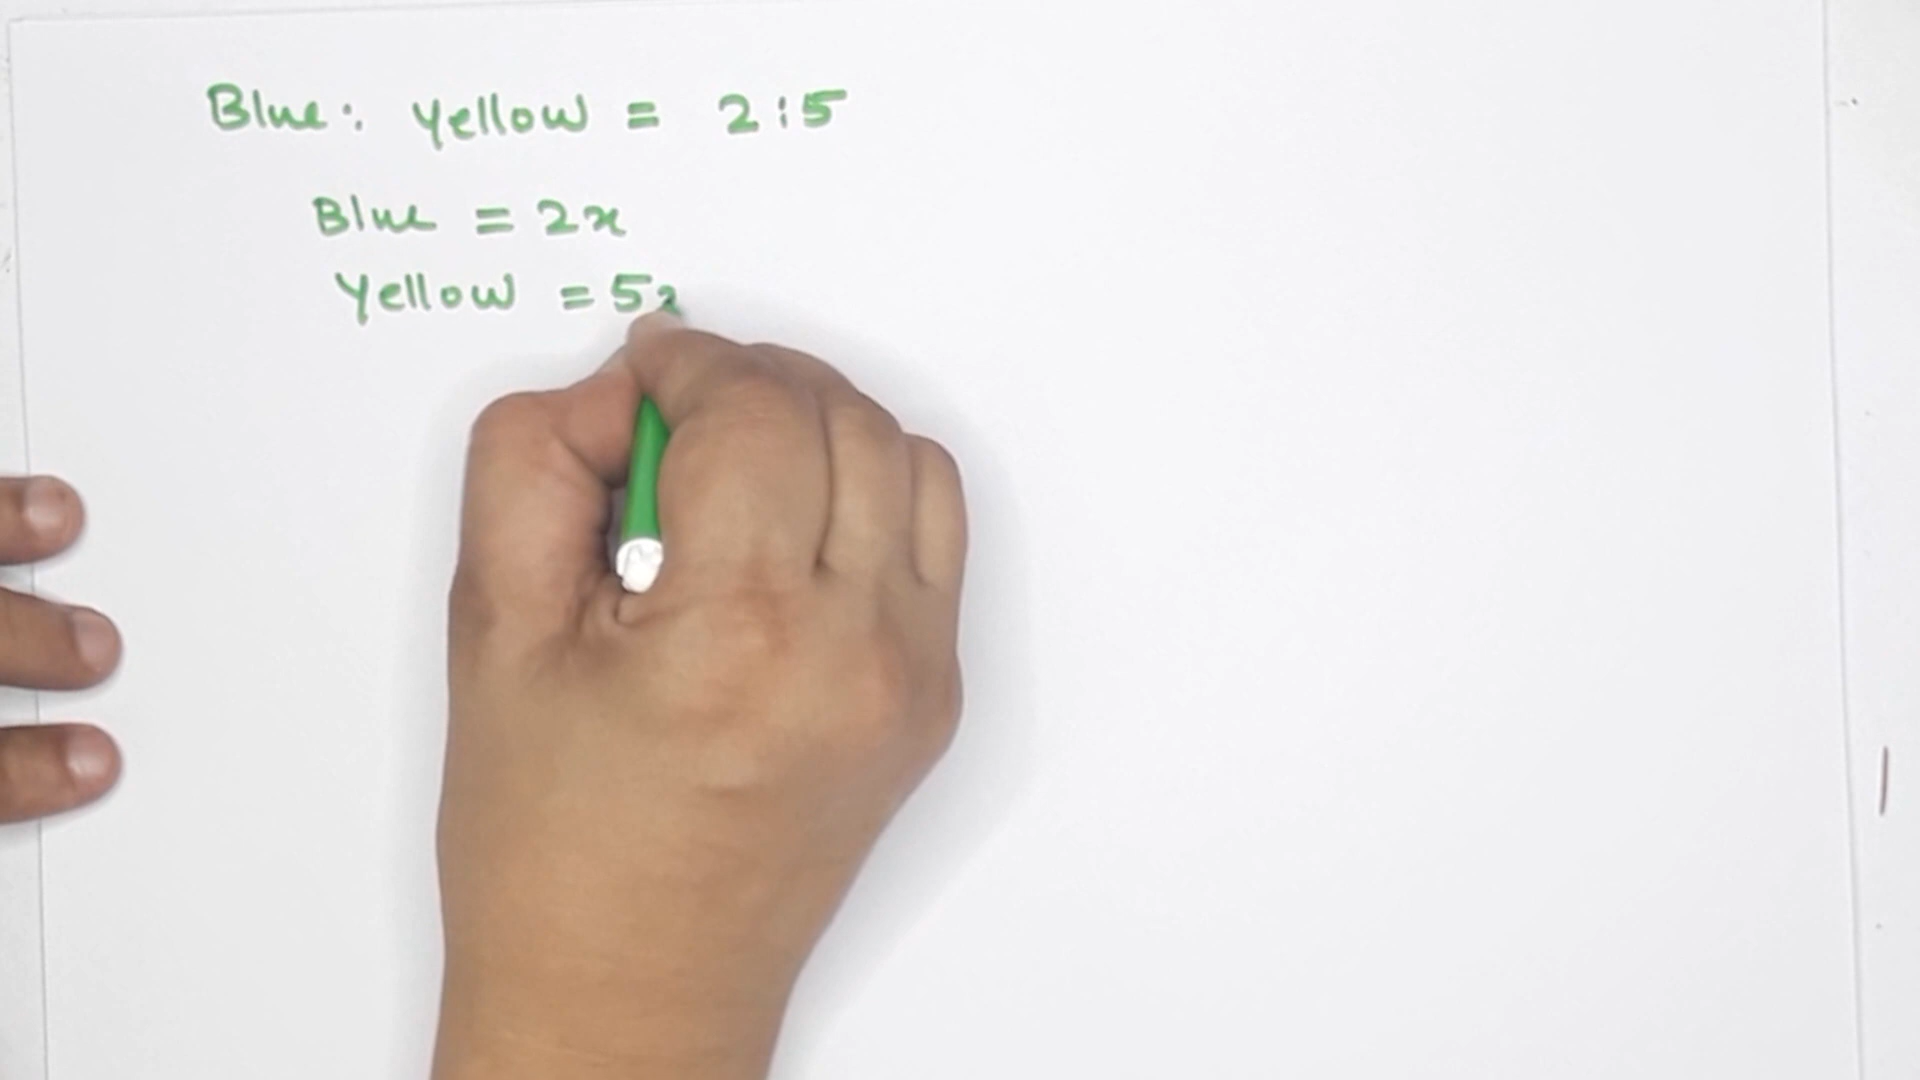 Blue: Yellow = 2:5
Blue = 2x
Yellow = 5x